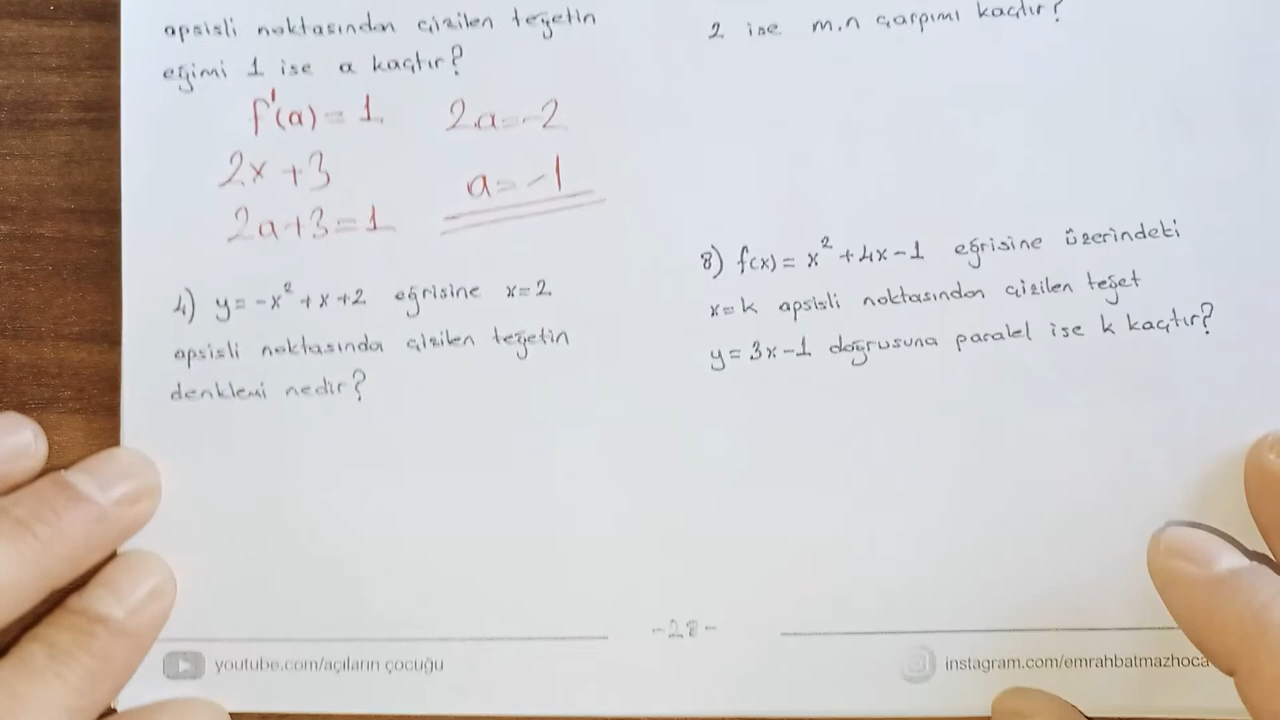 apsisli noktasından çizilen teğetin
eğimi 1 ise a kaçtır?
f'(a) = 1
2x + 3
2a+3=1
2a=-2
a=-1
4) y = -x² + x + 2 eğrisine x=2
apsisli noktasında çizilen teğetin
denklemi nedir?
2 ise m.n çarpımı kaçtır?
8) f(x) = x² + 4x - 1 eğrisine üzerindeki
x=k apsisli noktasından çizilen teğet
y = 3x - 1 doğrusuna paralel ise k kaçtır?
-28-
youtube.com/açıların çocuğu
instagram.com/emrahbatmazhoca